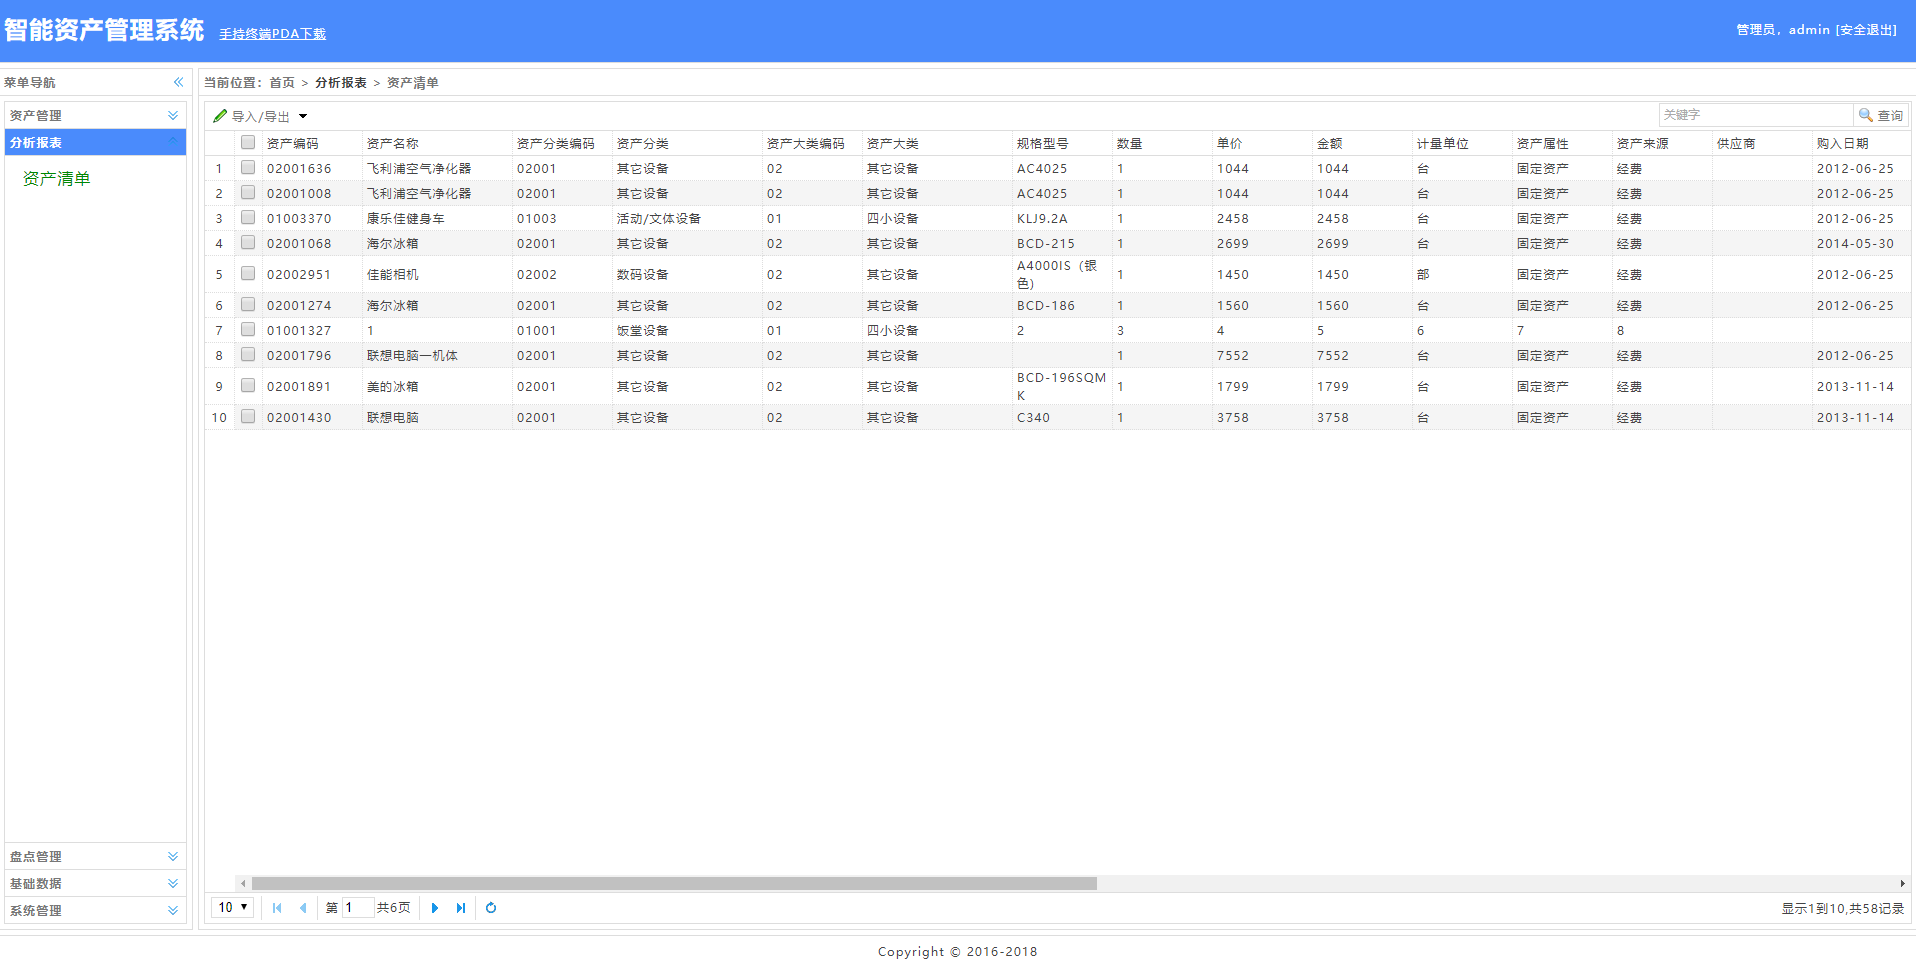 智能资产管理系统 手持终端PDA下载 管理员，admin [安全退出]
菜单导航
当前位置：首页 > 分析报表 > 资产清单
资产管理
导入/导出 关键字 查询
分析报表
资产清单
资产编码 资产名称 资产分类编码 资产分类 资产大类编码 资产大类 规格型号 数量 单价 金额 计量单位 资产属性 资产来源 供应商 购入日期
1 02001636 飞利浦空气净化器 02001 其它设备 02 其它设备 AC4025 1 1044 1044 台 固定资产 经费 2012-06-25
2 02001008 飞利浦空气净化器 02001 其它设备 02 其它设备 AC4025 1 1044 1044 台 固定资产 经费 2012-06-25
3 01003370 康乐佳健身车 01003 活动/文体设备 01 四小设备 KLJ9.2A 1 2458 2458 台 固定资产 经费 2012-06-25
4 02001068 海尔冰箱 02001 其它设备 02 其它设备 BCD-215 1 2699 2699 台 固定资产 经费 2014-05-30
5 02002951 佳能相机 02002 数码设备 02 其它设备 A4000IS（银色） 1 1450 1450 部 固定资产 经费 2012-06-25
6 02001274 海尔冰箱 02001 其它设备 02 其它设备 BCD-186 1 1560 1560 台 固定资产 经费 2012-06-25
7 01001327 1 01001 饭堂设备 01 四小设备 2 3 4 5 6 7 8
8 02001796 联想电脑一机体 02001 其它设备 02 其它设备 1 7552 7552 台 固定资产 经费 2012-06-25
9 02001891 美的冰箱 02001 其它设备 02 其它设备 BCD-196SQMK 1 1799 1799 台 固定资产 经费 2013-11-14
10 02001430 联想电脑 02001 其它设备 02 其它设备 C340 1 3758 3758 台 固定资产 经费 2013-11-14
盘点管理
基础数据
系统管理
10 第 1 共6页 显示1到10,共58记录
Copyright © 2016-2018